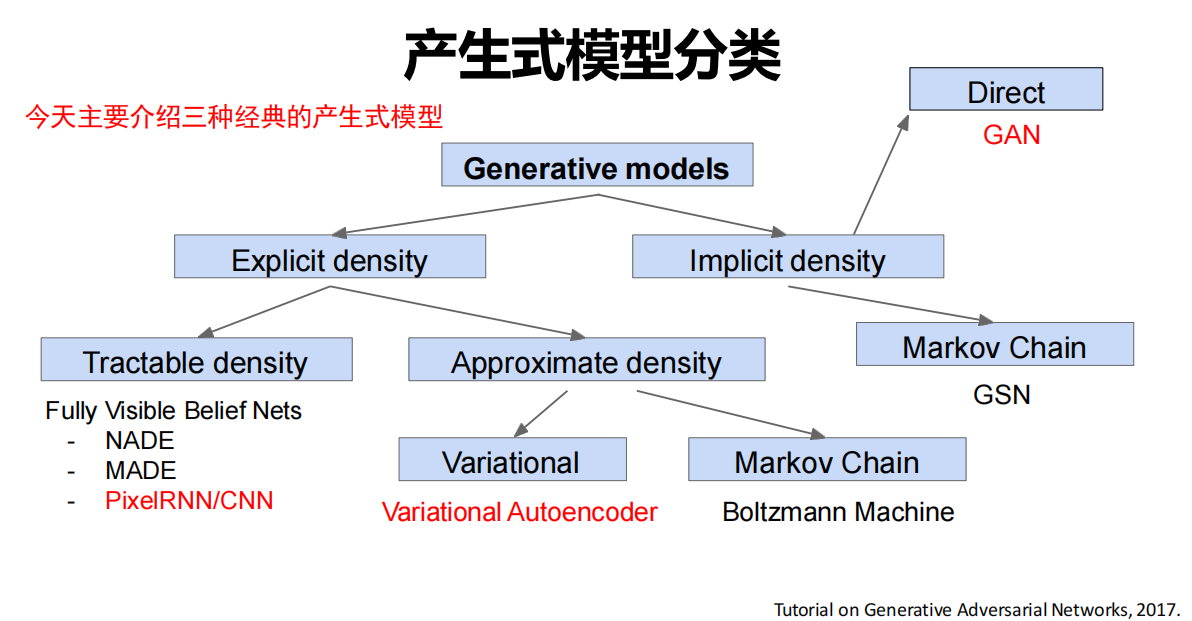 产生式模型分类
今天主要介绍三种经典的产生式模型
Direct
GAN
Generative models
Explicit density
Implicit density
Tractable density
Approximate density
Markov Chain
GSN
Fully Visible Belief Nets
- NADE
- MADE
- PixelRNN/CNN
Variational
Markov Chain
Variational Autoencoder
Boltzmann Machine
Tutorial on Generative Adversarial Networks, 2017.